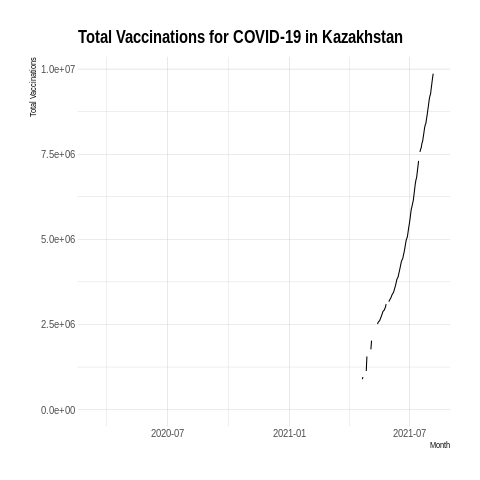 Total Vaccinations for COVID-19 in Kazakhstan
Total Vaccinations
1.0e+07
7.5e+06
5.0e+06
2.5e+06
0.0e+00
2020-07
2021-01
2021-07
Month